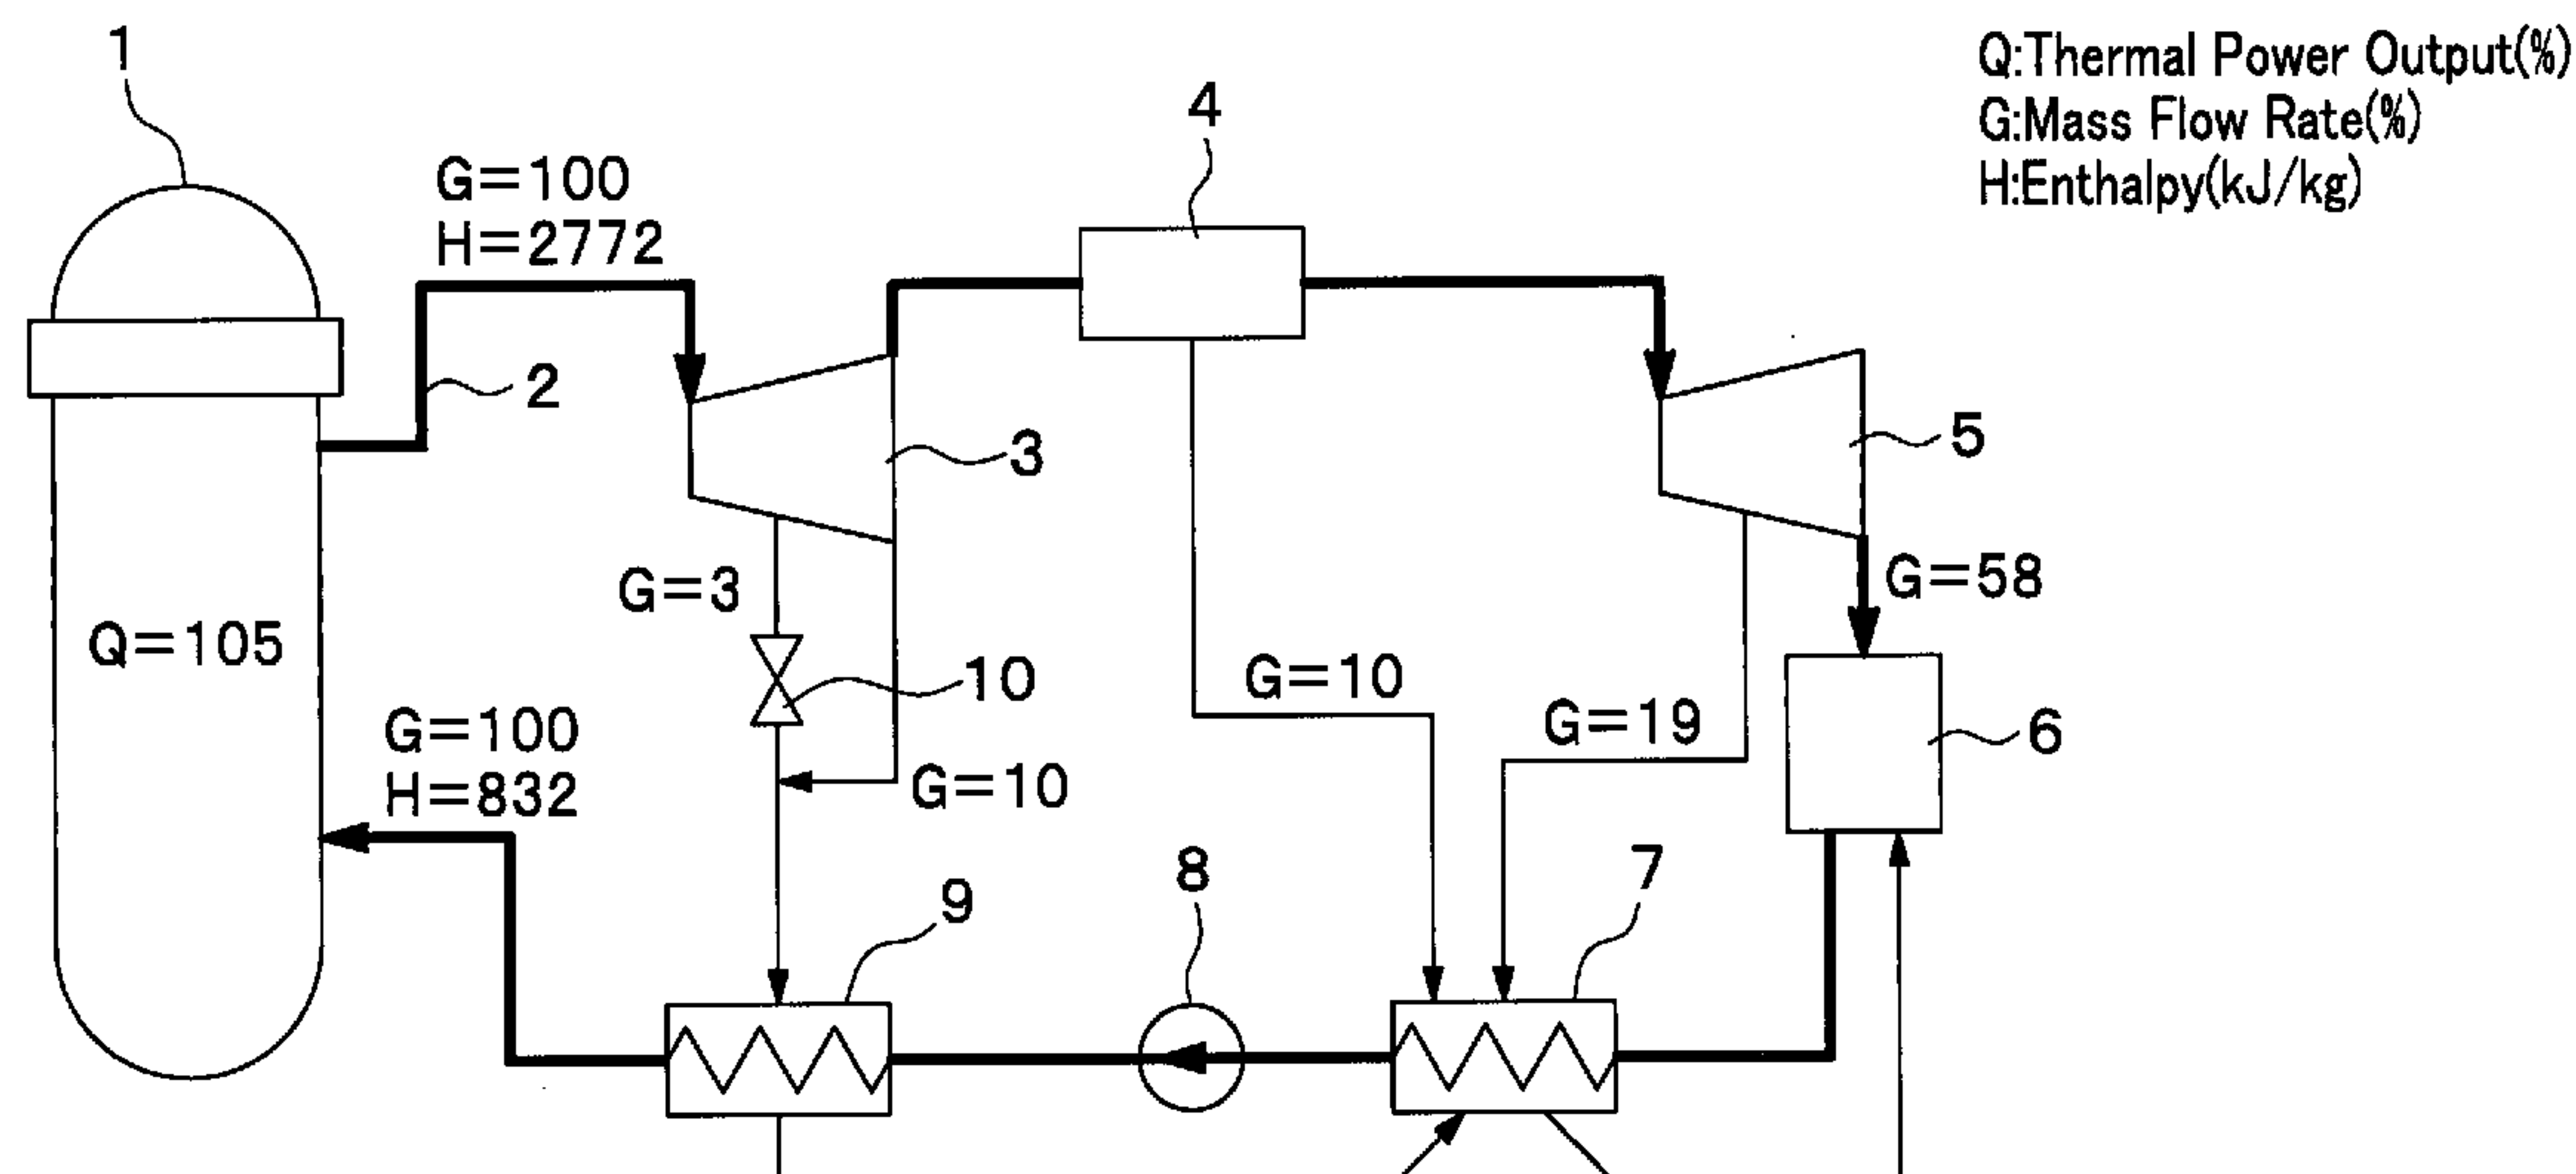 1
Q:Thermal Power Output(%)
G:Mass Flow Rate(%)
H:Enthalpy(kJ/kg)
4
G=100
H=2772
2
3
5
G=3
G=58
Q=105
10
G=10
G=19
6
G=100
H=832
G=10
8
7
9